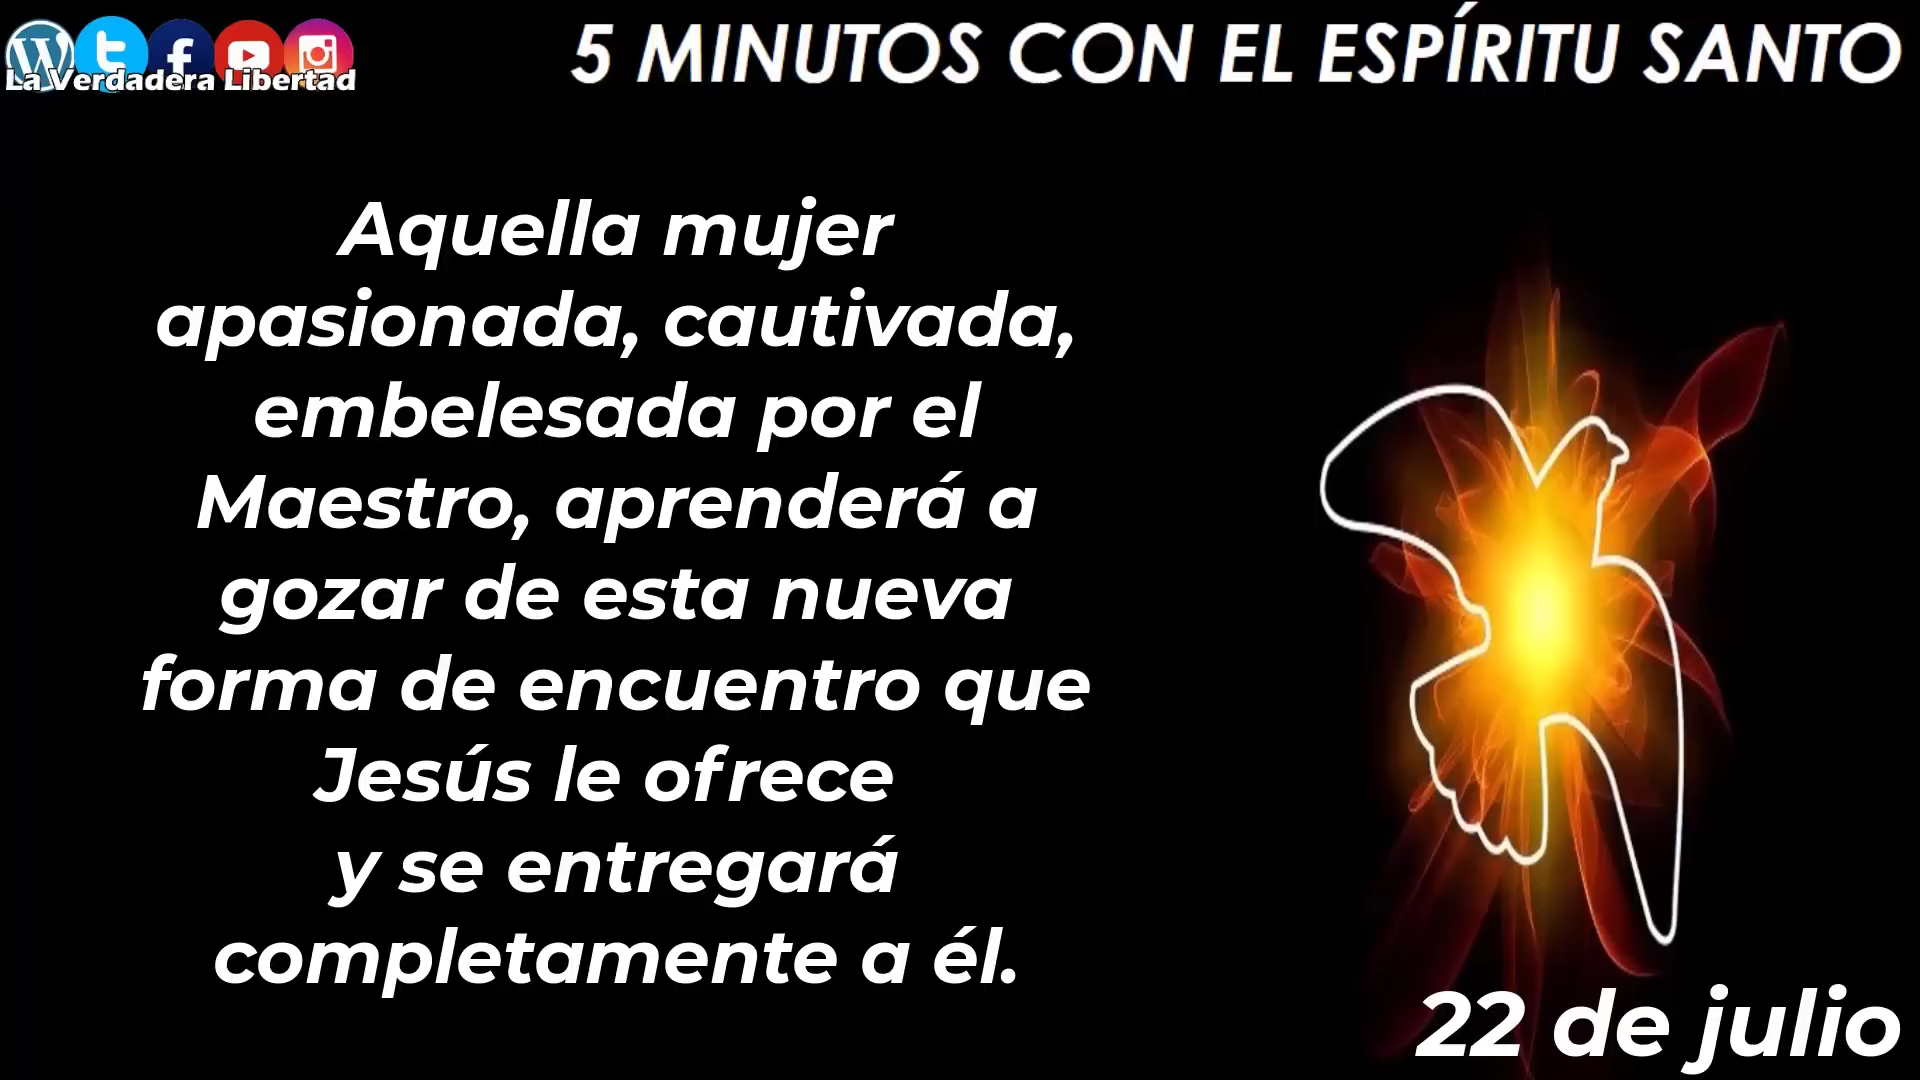 La Verdadera Libertad
5 MINUTOS CON EL ESPÍRITU SANTO
Aquella mujer
apasionada, cautivada,
embelesada por el
Maestro, aprenderá a
gozar de esta nueva
forma de encuentro que
Jesús le ofrece
y se entregará
completamente a él.
22 de julio